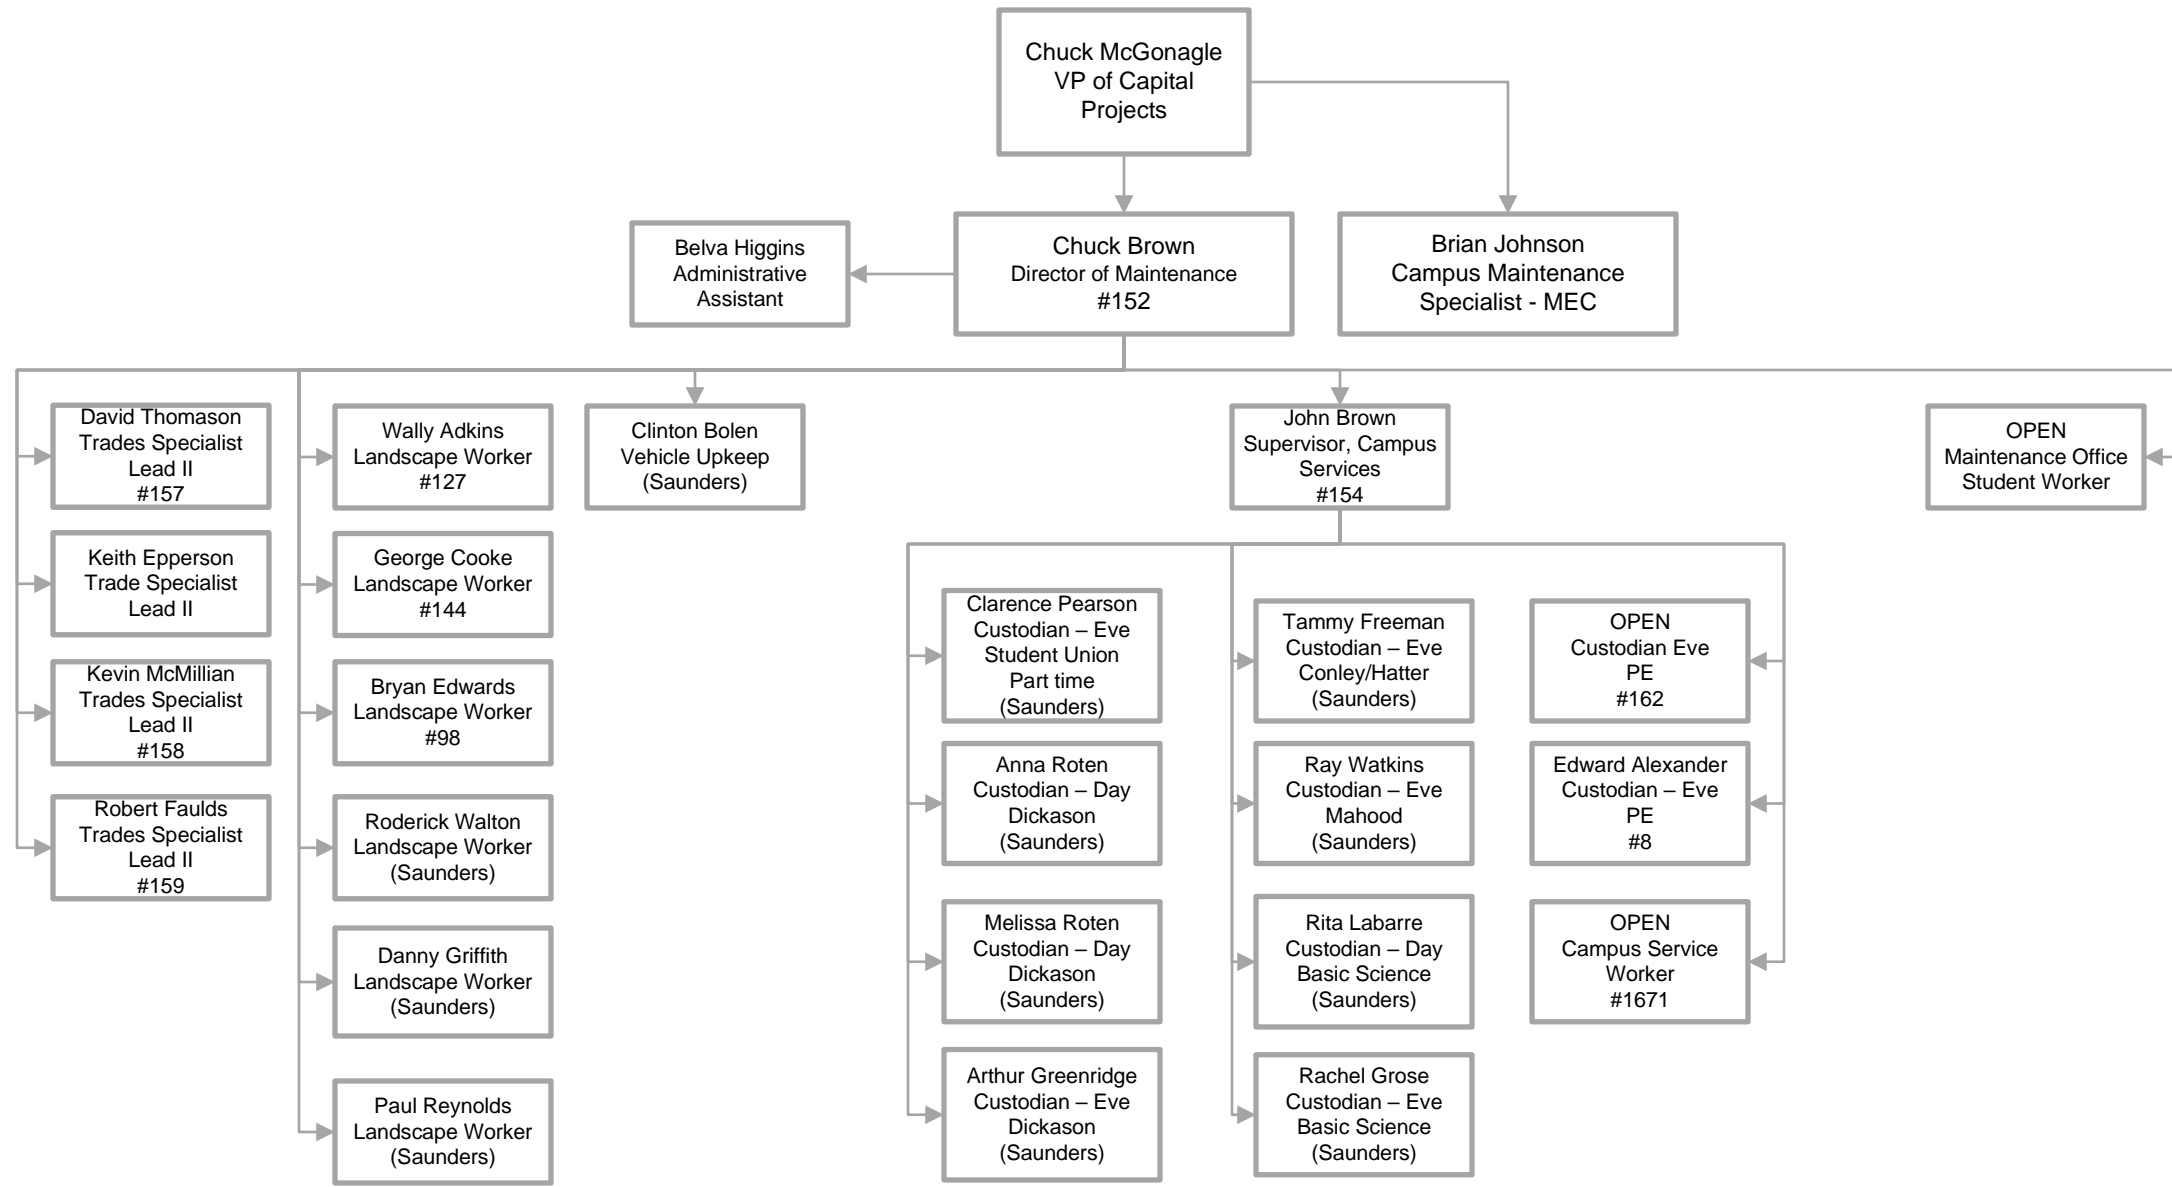 Chuck McGonagle
VP of Capital
Projects
Belva Higgins
Administrative
Assistant
Chuck Brown
Director of Maintenance
#152
Brian Johnson
Campus Maintenance
Specialist - MEC
David Thomason
Trades Specialist
Lead II
#157
Keith Epperson
Trade Specialist
Lead II
Kevin McMillian
Trades Specialist
Lead II
#158
Robert Faulds
Trades Specialist
Lead II
#159
Wally Adkins
Landscape Worker
#127
George Cooke
Landscape Worker
#144
Bryan Edwards
Landscape Worker
#98
Roderick Walton
Landscape Worker
(Saunders)
Danny Griffith
Landscape Worker
(Saunders)
Paul Reynolds
Landscape Worker
(Saunders)
Clinton Bolen
Vehicle Upkeep
(Saunders)
John Brown
Supervisor, Campus
Services
#154
Clarence Pearson
Custodian – Eve
Student Union
Part time
(Saunders)
Anna Roten
Custodian – Day
Dickason
(Saunders)
Melissa Roten
Custodian – Day
Dickason
(Saunders)
Arthur Greenridge
Custodian – Eve
Dickason
(Saunders)
Tammy Freeman
Custodian – Eve
Conley/Hatter
(Saunders)
Ray Watkins
Custodian – Eve
Mahood
(Saunders)
Rita Labarre
Custodian – Day
Basic Science
(Saunders)
Rachel Grose
Custodian – Eve
Basic Science
(Saunders)
OPEN
Custodian Eve
PE
#162
Edward Alexander
Custodian – Eve
PE
#8
OPEN
Campus Service
Worker
#1671
OPEN
Maintenance Office
Student Worker